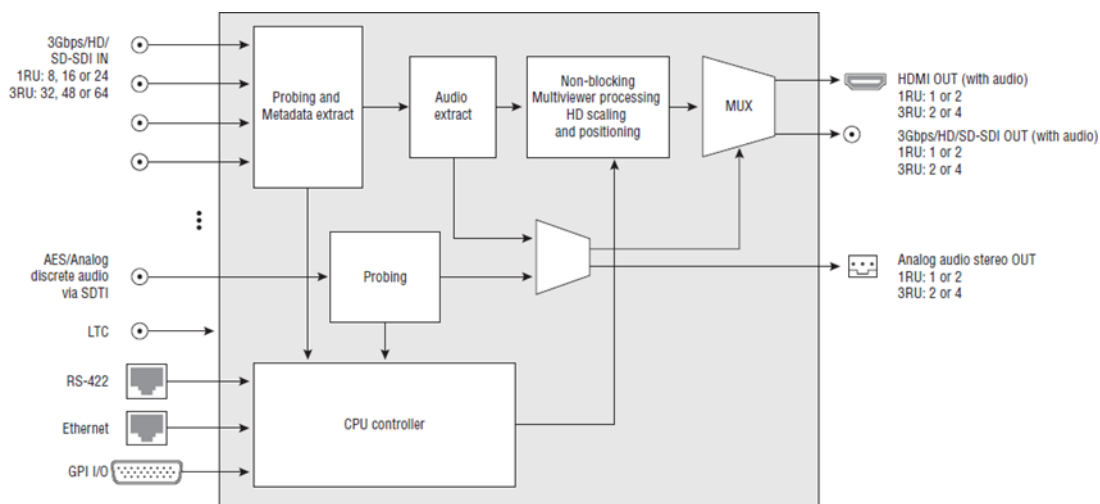 3Gbps/HD/
SD-SDI IN
1RU: 8, 16 or 24
3RU: 32, 48 or 64
Probing and
Metadata extract
Audio
extract
Non-blocking
Multiviewer processing
HD scaling
and positioning
MUX
HDMI OUT (with audio)
1RU: 1 or 2
3RU: 2 or 4
3Gbps/HD/SD-SDI OUT (with audio)
1RU: 1 or 2
3RU: 2 or 4
AES/Analog
discrete audio
via SDTI
Probing
Analog audio stereo OUT
1RU: 1 or 2
3RU: 2 or 4
LTC
RS-422
Ethernet
GPI I/O
CPU controller